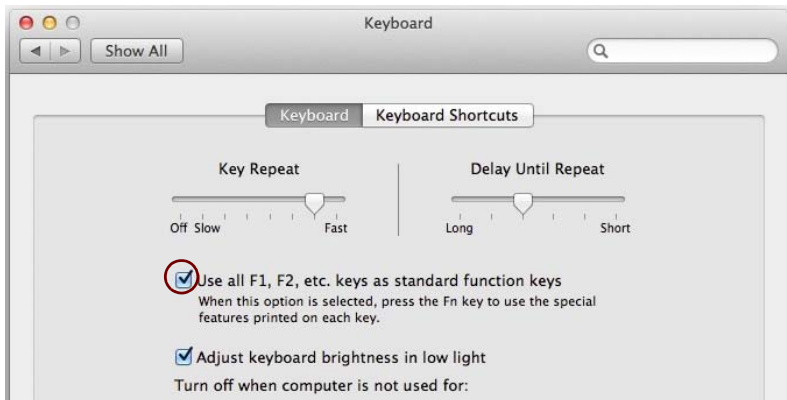 Keyboard
Show All
Keyboard Keyboard Shortcuts
Key Repeat Delay Until Repeat
Off Slow Fast Long Short
Use all F1, F2, etc. keys as standard function keys
When this option is selected, press the Fn key to use the special
features printed on each key.
Adjust keyboard brightness in low light
Turn off when computer is not used for: